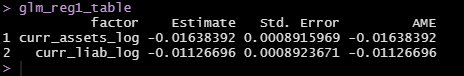 > glm_reg1_table
factor Estimate Std. Error AME
1 curr_assets_log -0.01638392 0.0008915969 -0.01638392
2 curr_liab_log -0.01126696 0.0008923671 -0.01126696
>